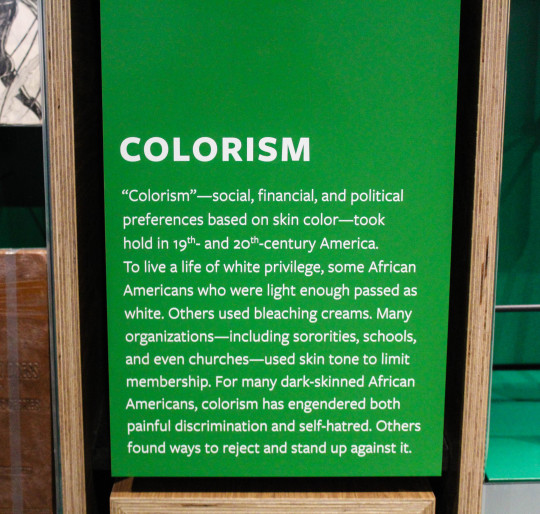 COLORISM
“Colorism”—social, financial, and political
preferences based on skin color—took
hold in 19th- and 20th-century America.
To live a life of white privilege, some African
Americans who were light enough passed as
white. Others used bleaching creams. Many
organizations—including sororities, schools,
and even churches—used skin tone to limit
membership. For many dark-skinned African
Americans, colorism has engendered both
painful discrimination and self-hatred. Others
found ways to reject and stand up against it.